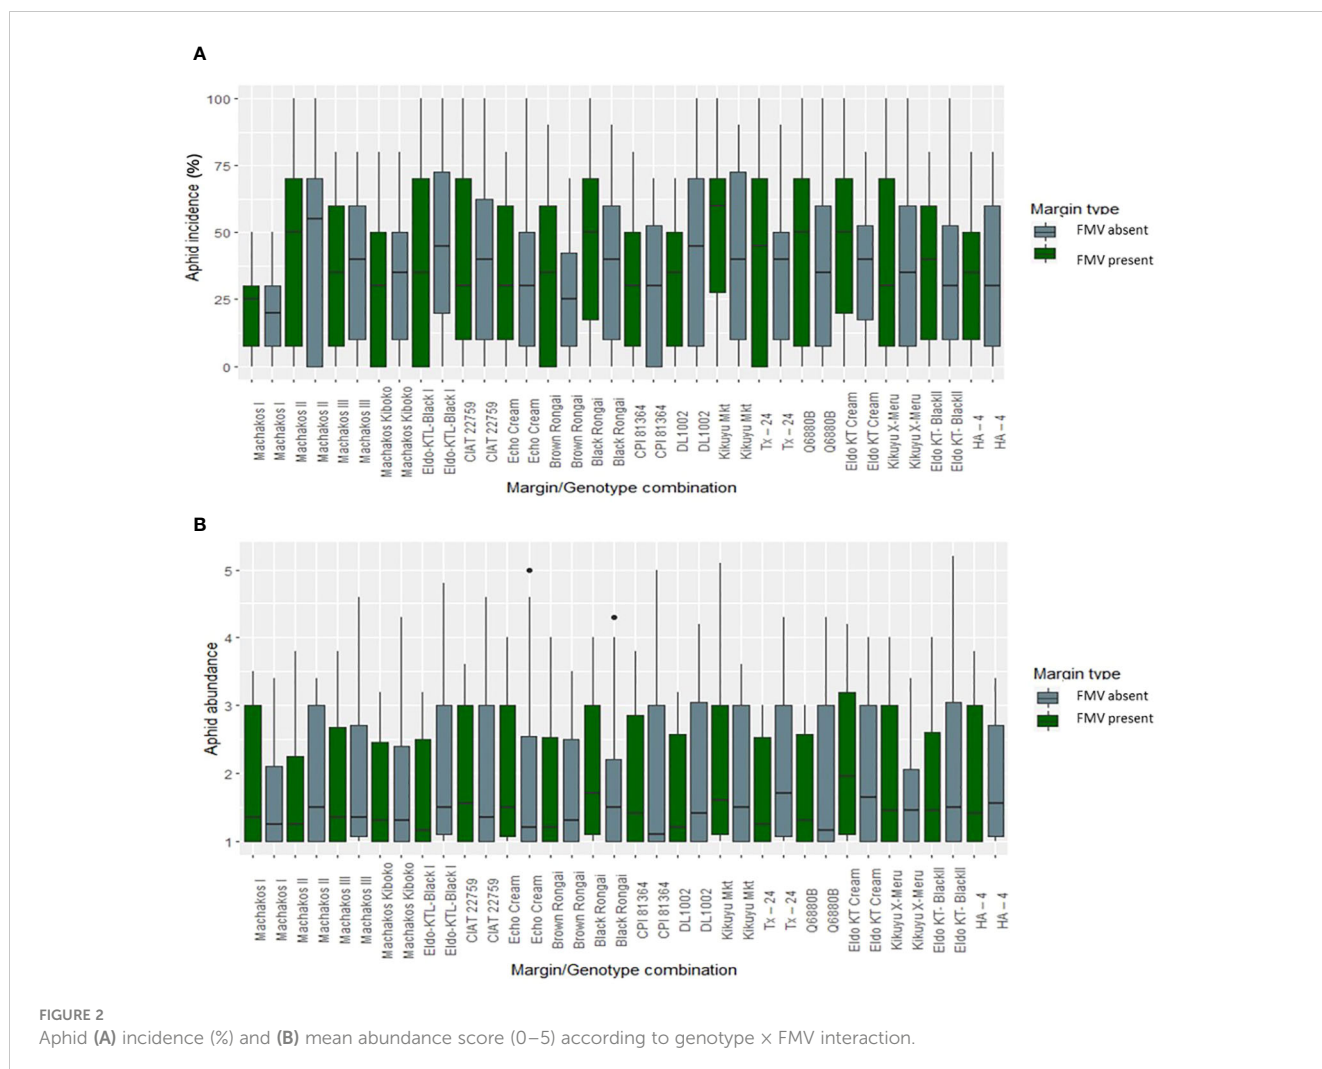 A
100
75
50
25
0
Aphid incidence (%)
Machakos I
Machakos I
Machakos II
Machakos II
Machakos III
Machakos III
Machakos Kiboko
Machakos Kiboko
Eldo-KTL-Black I
Eldo-KTL-Black I
CIAT 22759
CIAT 22759
Echo Cream
Echo Cream
Brown Rongai
Brown Rongai
Black Rongai
Black Rongai
CPI 81364
CPI 81364
DL1002
DL1002
Kikuyu Mkt
Kikuyu Mkt
Tx – 24
Tx – 24
Q6880B
Q6880B
Eldo KT Cream
Eldo KT Cream
Kikuyu X-Meru
Kikuyu X-Meru
Eldo KT- BlackII
Eldo KT- BlackII
HA – 4
HA – 4
Margin/Genotype combination
Margin type
FMV absent
FMV present
B
5
4
3
2
1
Aphid abundance
Machakos I
Machakos I
Machakos II
Machakos II
Machakos III
Machakos III
Machakos Kiboko
Machakos Kiboko
Eldo-KTL-Black I
Eldo-KTL-Black I
CIAT 22759
CIAT 22759
Echo Cream
Echo Cream
Brown Rongai
Brown Rongai
Black Rongai
Black Rongai
CPI 81364
CPI 81364
DL1002
DL1002
Kikuyu Mkt
Kikuyu Mkt
Tx – 24
Tx – 24
Q6880B
Q6880B
Eldo KT Cream
Eldo KT Cream
Kikuyu X-Meru
Kikuyu X-Meru
Eldo KT- BlackII
Eldo KT- BlackII
HA – 4
HA – 4
Margin/Genotype combination
Margin type
FMV absent
FMV present
FIGURE 2
Aphid (A) incidence (%) and (B) mean abundance score (0–5) according to genotype × FMV interaction.